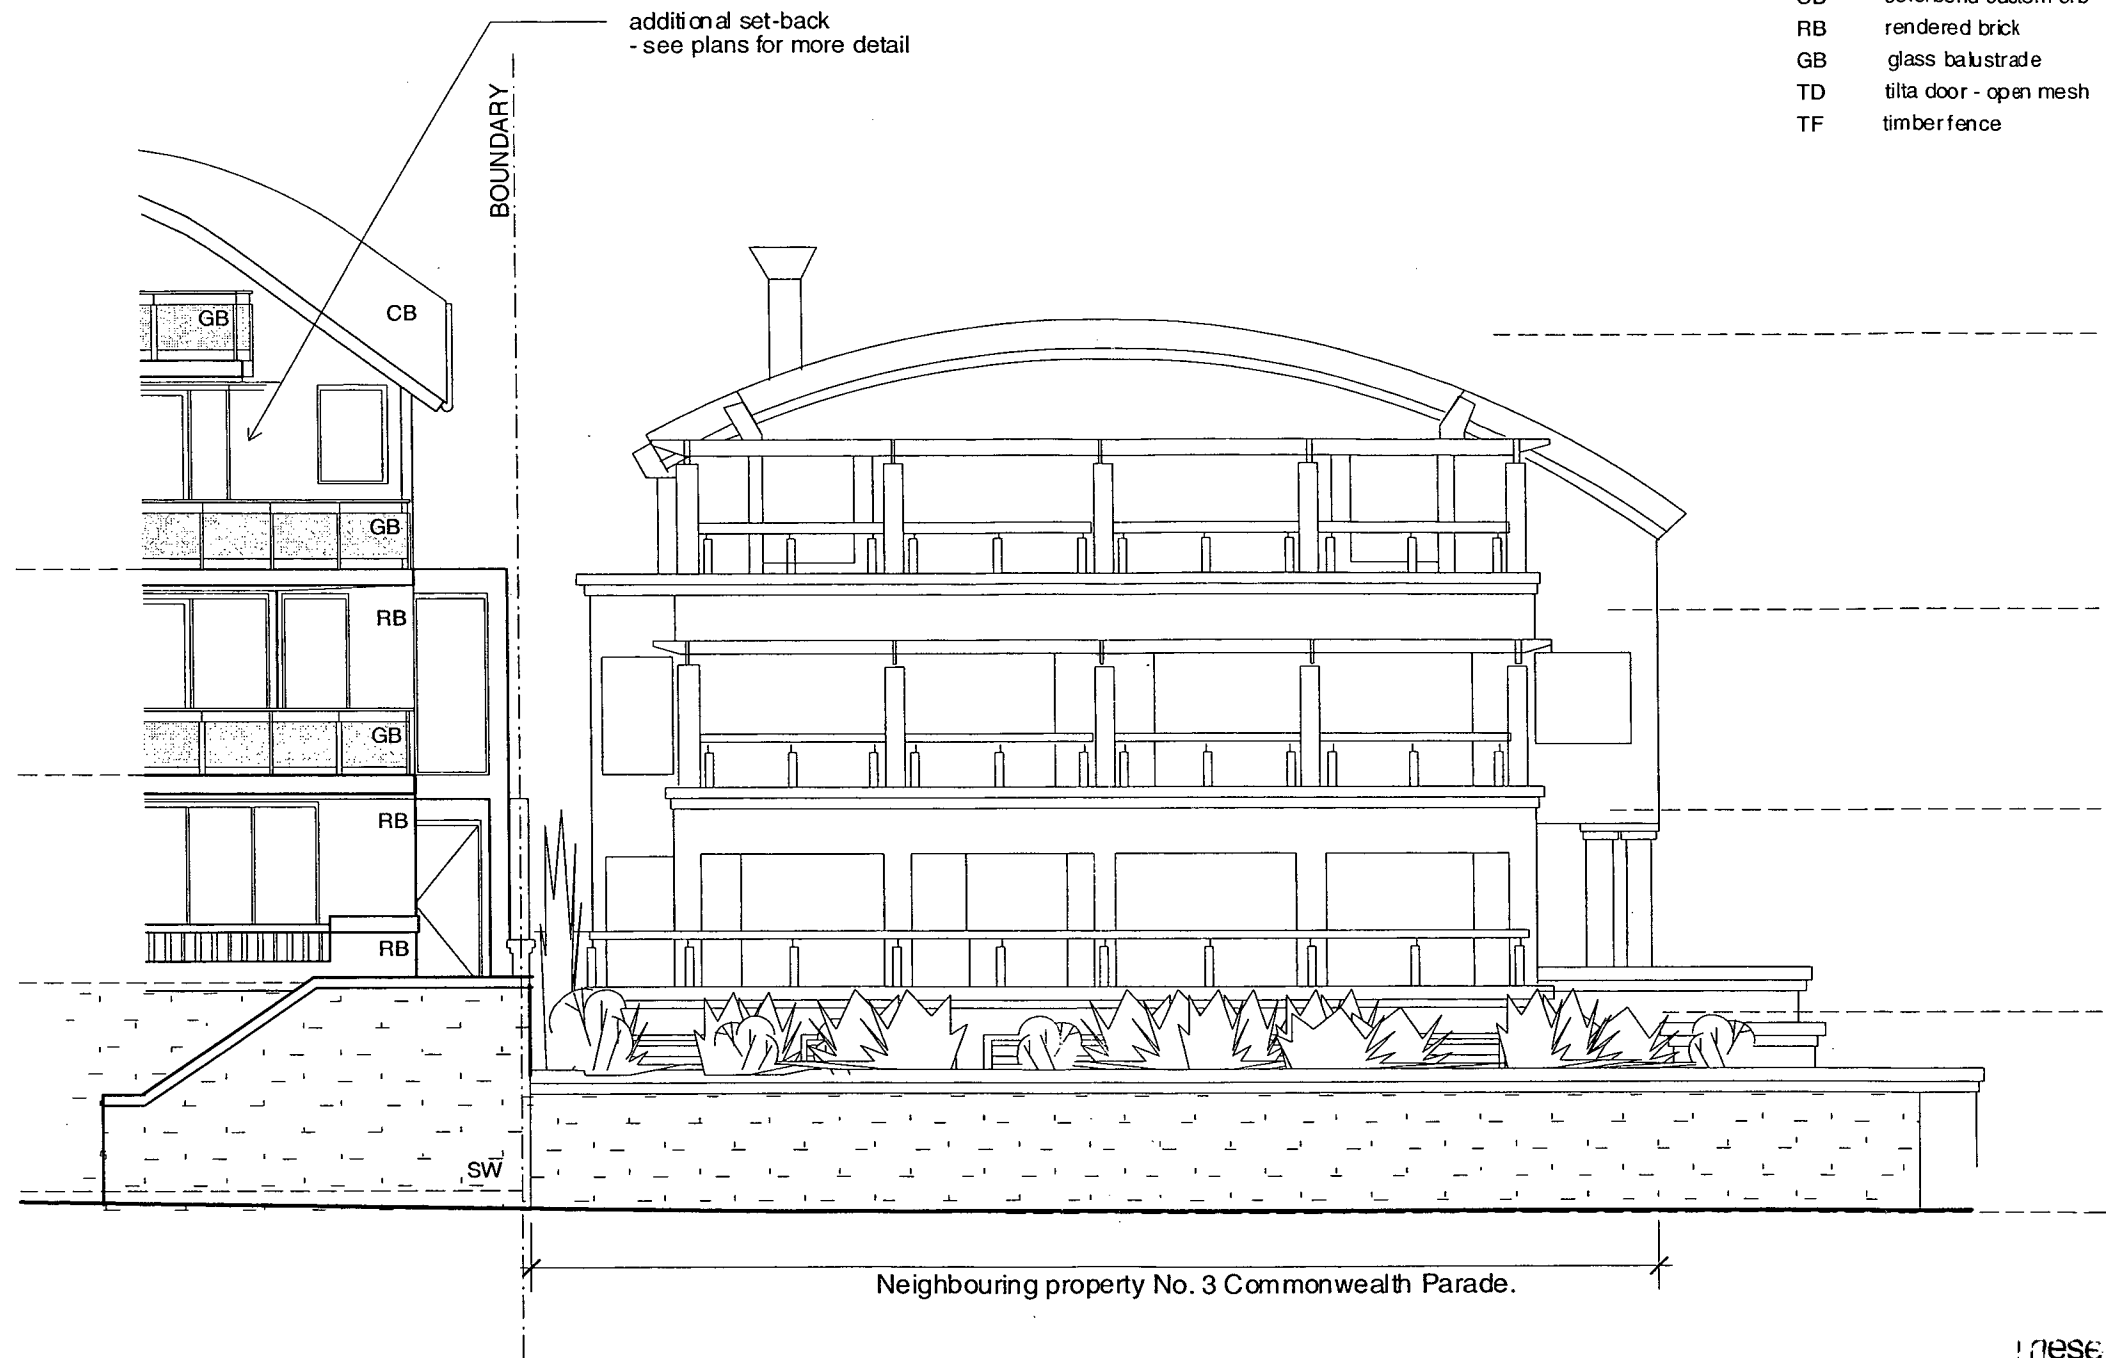 additional set-back
- see plans for more detail
RB rendered brick
GB glass balustrade
TD tilta door - open mesh
TF timber fence
BOUNDARY
GB
CB
GB
RB
GB
RB
RB
SW
Neighbouring property No. 3 Commonwealth Parade.